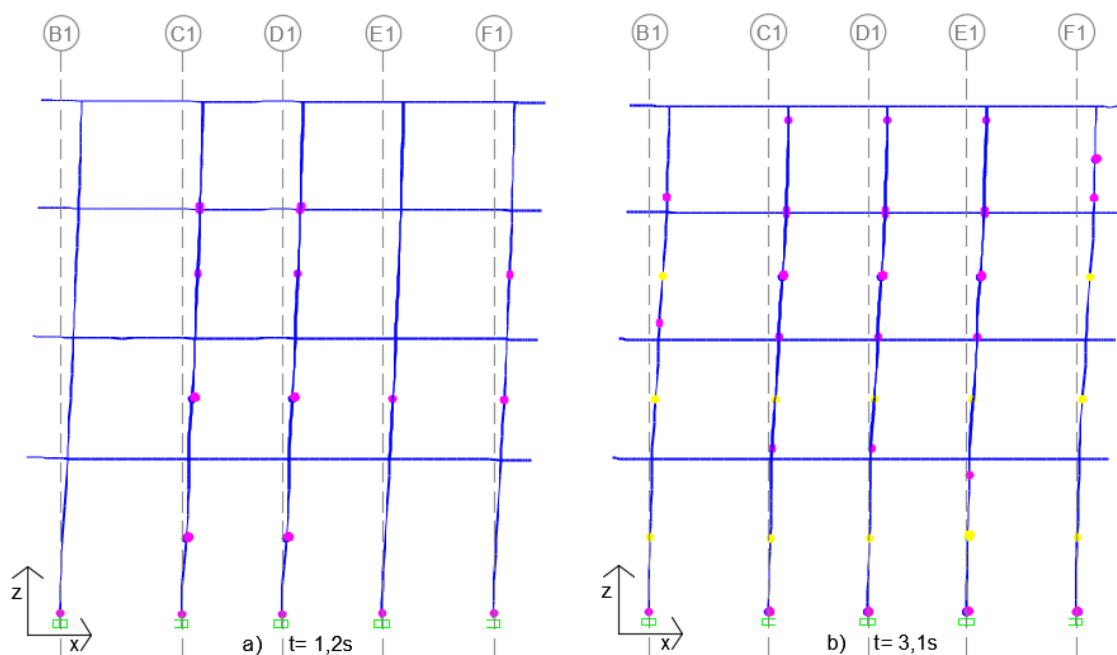 B1 C1 D1 E1 F1
B1 C1 D1 E1 F1
z
x
a) t= 1,2s
z
x
b) t= 3,1s